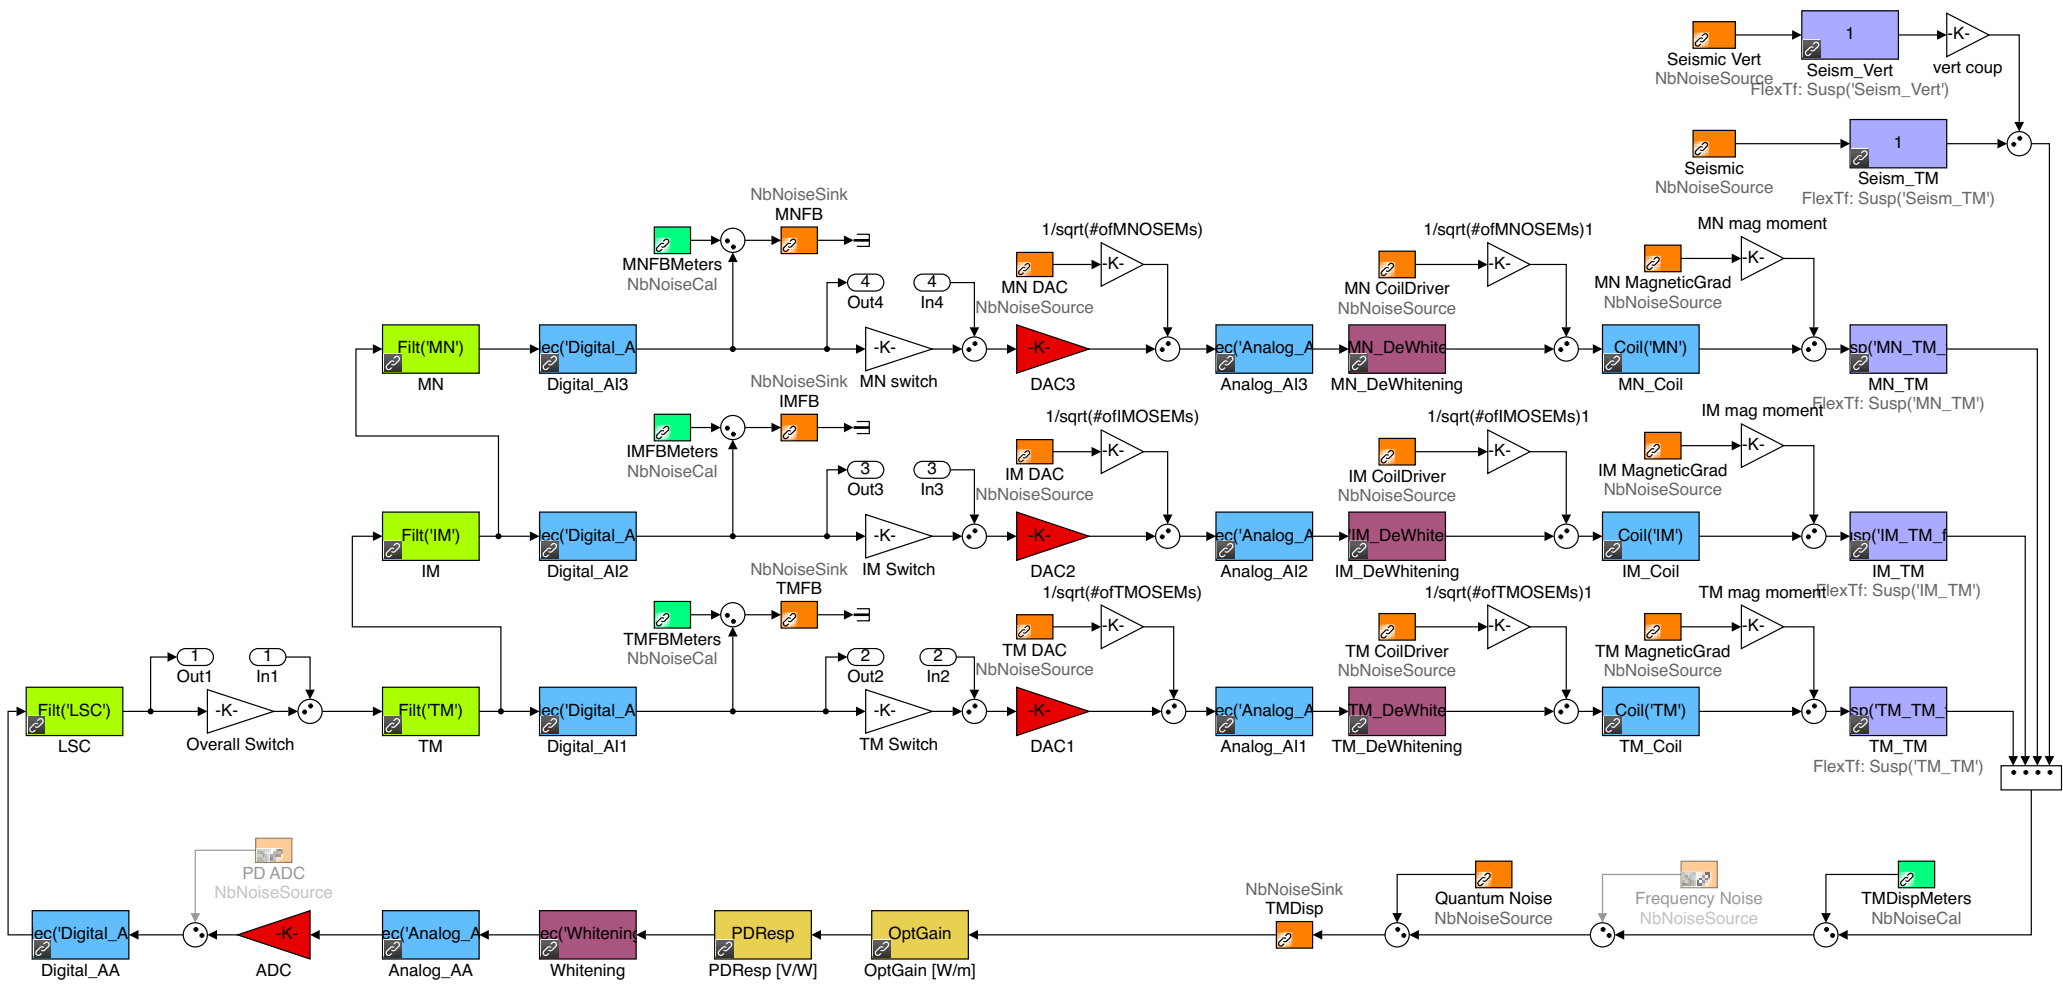 1
-K-
Seismic Vert
NbNoiseSource
Seism_Vert
FlexTf: Susp('Seism_Vert')
vert coup
1
Seismic
NbNoiseSource
Seism_TM
FlexTf: Susp('Seism_TM')
NbNoiseSink
MNFB
MNFBMeters
NbNoiseCal
4
Out4
4
In4
1/sqrt(#ofMNOSEMs)
-K-
MN DAC
NbNoiseSource
1/sqrt(#ofMNOSEMs)1
-K-
MN CoilDriver
NbNoiseSource
MN mag moment
-K-
MN MagneticGrad
NbNoiseSource
Filt('MN')
MN
ec('Digital_A
Digital_AI3
-K-
MN switch
-K-
DAC3
ec('Analog_A
Analog_AI3
MN_DeWhite
MN_DeWhitening
Coil('MN')
MN_Coil
sp('MN_TM_
MN_TM
FlexTf: Susp('MN_TM')
NbNoiseSink
IMFB
IMFBMeters
NbNoiseCal
3
Out3
3
In3
1/sqrt(#ofIMOSEMs)
-K-
IM DAC
NbNoiseSource
1/sqrt(#ofIMOSEMs)1
-K-
IM CoilDriver
NbNoiseSource
IM mag moment
-K-
IM MagneticGrad
NbNoiseSource
Filt('IM')
IM
ec('Digital_A
Digital_AI2
-K-
IM Switch
-K-
DAC2
ec('Analog_A
Analog_AI2
IM_DeWhite
IM_DeWhitening
Coil('IM')
IM_Coil
sp('IM_TM_f
IM_TM
FlexTf: Susp('IM_TM')
NbNoiseSink
TMFB
TMFBMeters
NbNoiseCal
2
Out2
2
In2
1/sqrt(#ofTMOSEMs)
-K-
TM DAC
NbNoiseSource
1/sqrt(#ofTMOSEMs)1
-K-
TM CoilDriver
NbNoiseSource
TM mag moment
-K-
TM MagneticGrad
NbNoiseSource
1
Out1
1
In1
Filt('LSC')
LSC
-K-
Overall Switch
Filt('TM')
TM
ec('Digital_A
Digital_AI1
-K-
TM Switch
-K-
DAC1
ec('Analog_A
Analog_AI1
TM_DeWhite
TM_DeWhitening
Coil('TM')
TM_Coil
sp('TM_TM_
TM_TM
FlexTf: Susp('TM_TM')
PD ADC
NbNoiseSource
NbNoiseSink
TMDisp
Quantum Noise
NbNoiseSource
Frequency Noise
NbNoiseSource
TMDispMeters
NbNoiseCal
ec('Digital_A
Digital_AA
-K-
ADC
ec('Analog_A
Analog_AA
ec('Whitening
Whitening
PDResp
PDResp [V/W]
OptGain
OptGain [W/m]